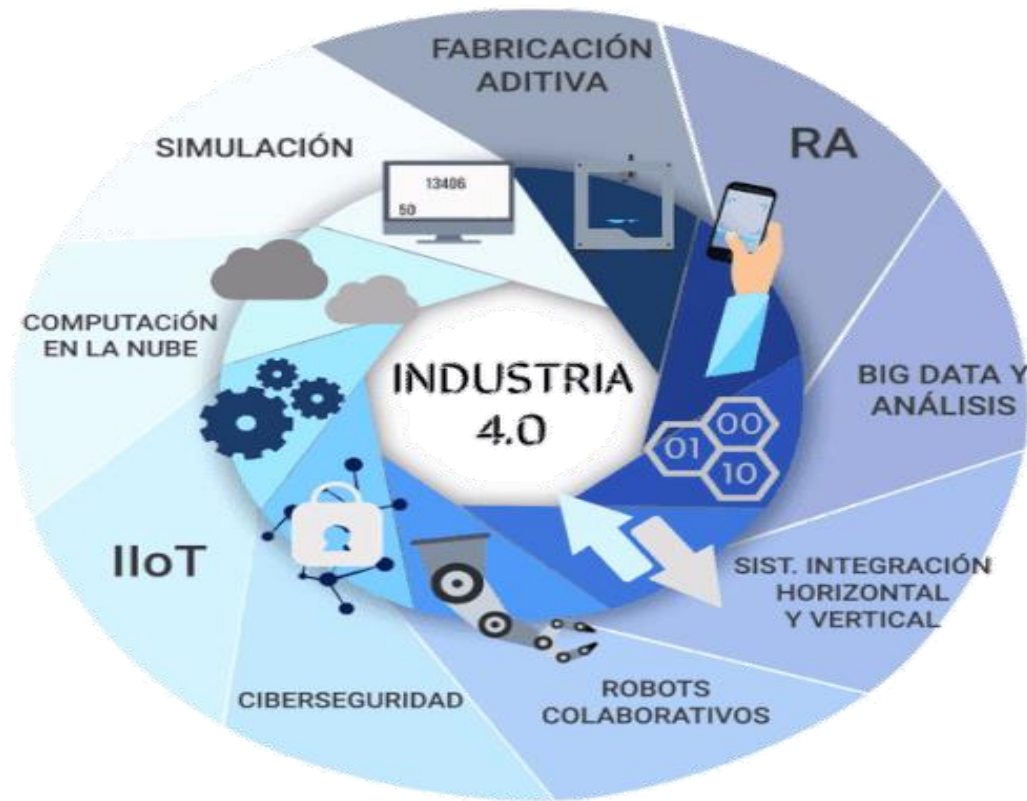 FABRICACIÓN
ADITIVA
RA
BIG DATA Y
ANÁLISIS
SIST. INTEGRACIÓN
HORIZONTAL
Y VERTICAL
ROBOTS
COLABORATIVOS
CIBERSEGURIDAD
IIoT
COMPUTACiÓN
EN LA NUBE
SIMULACIÓN
13406
50
00
01
10
INDUSTRIA
4.0